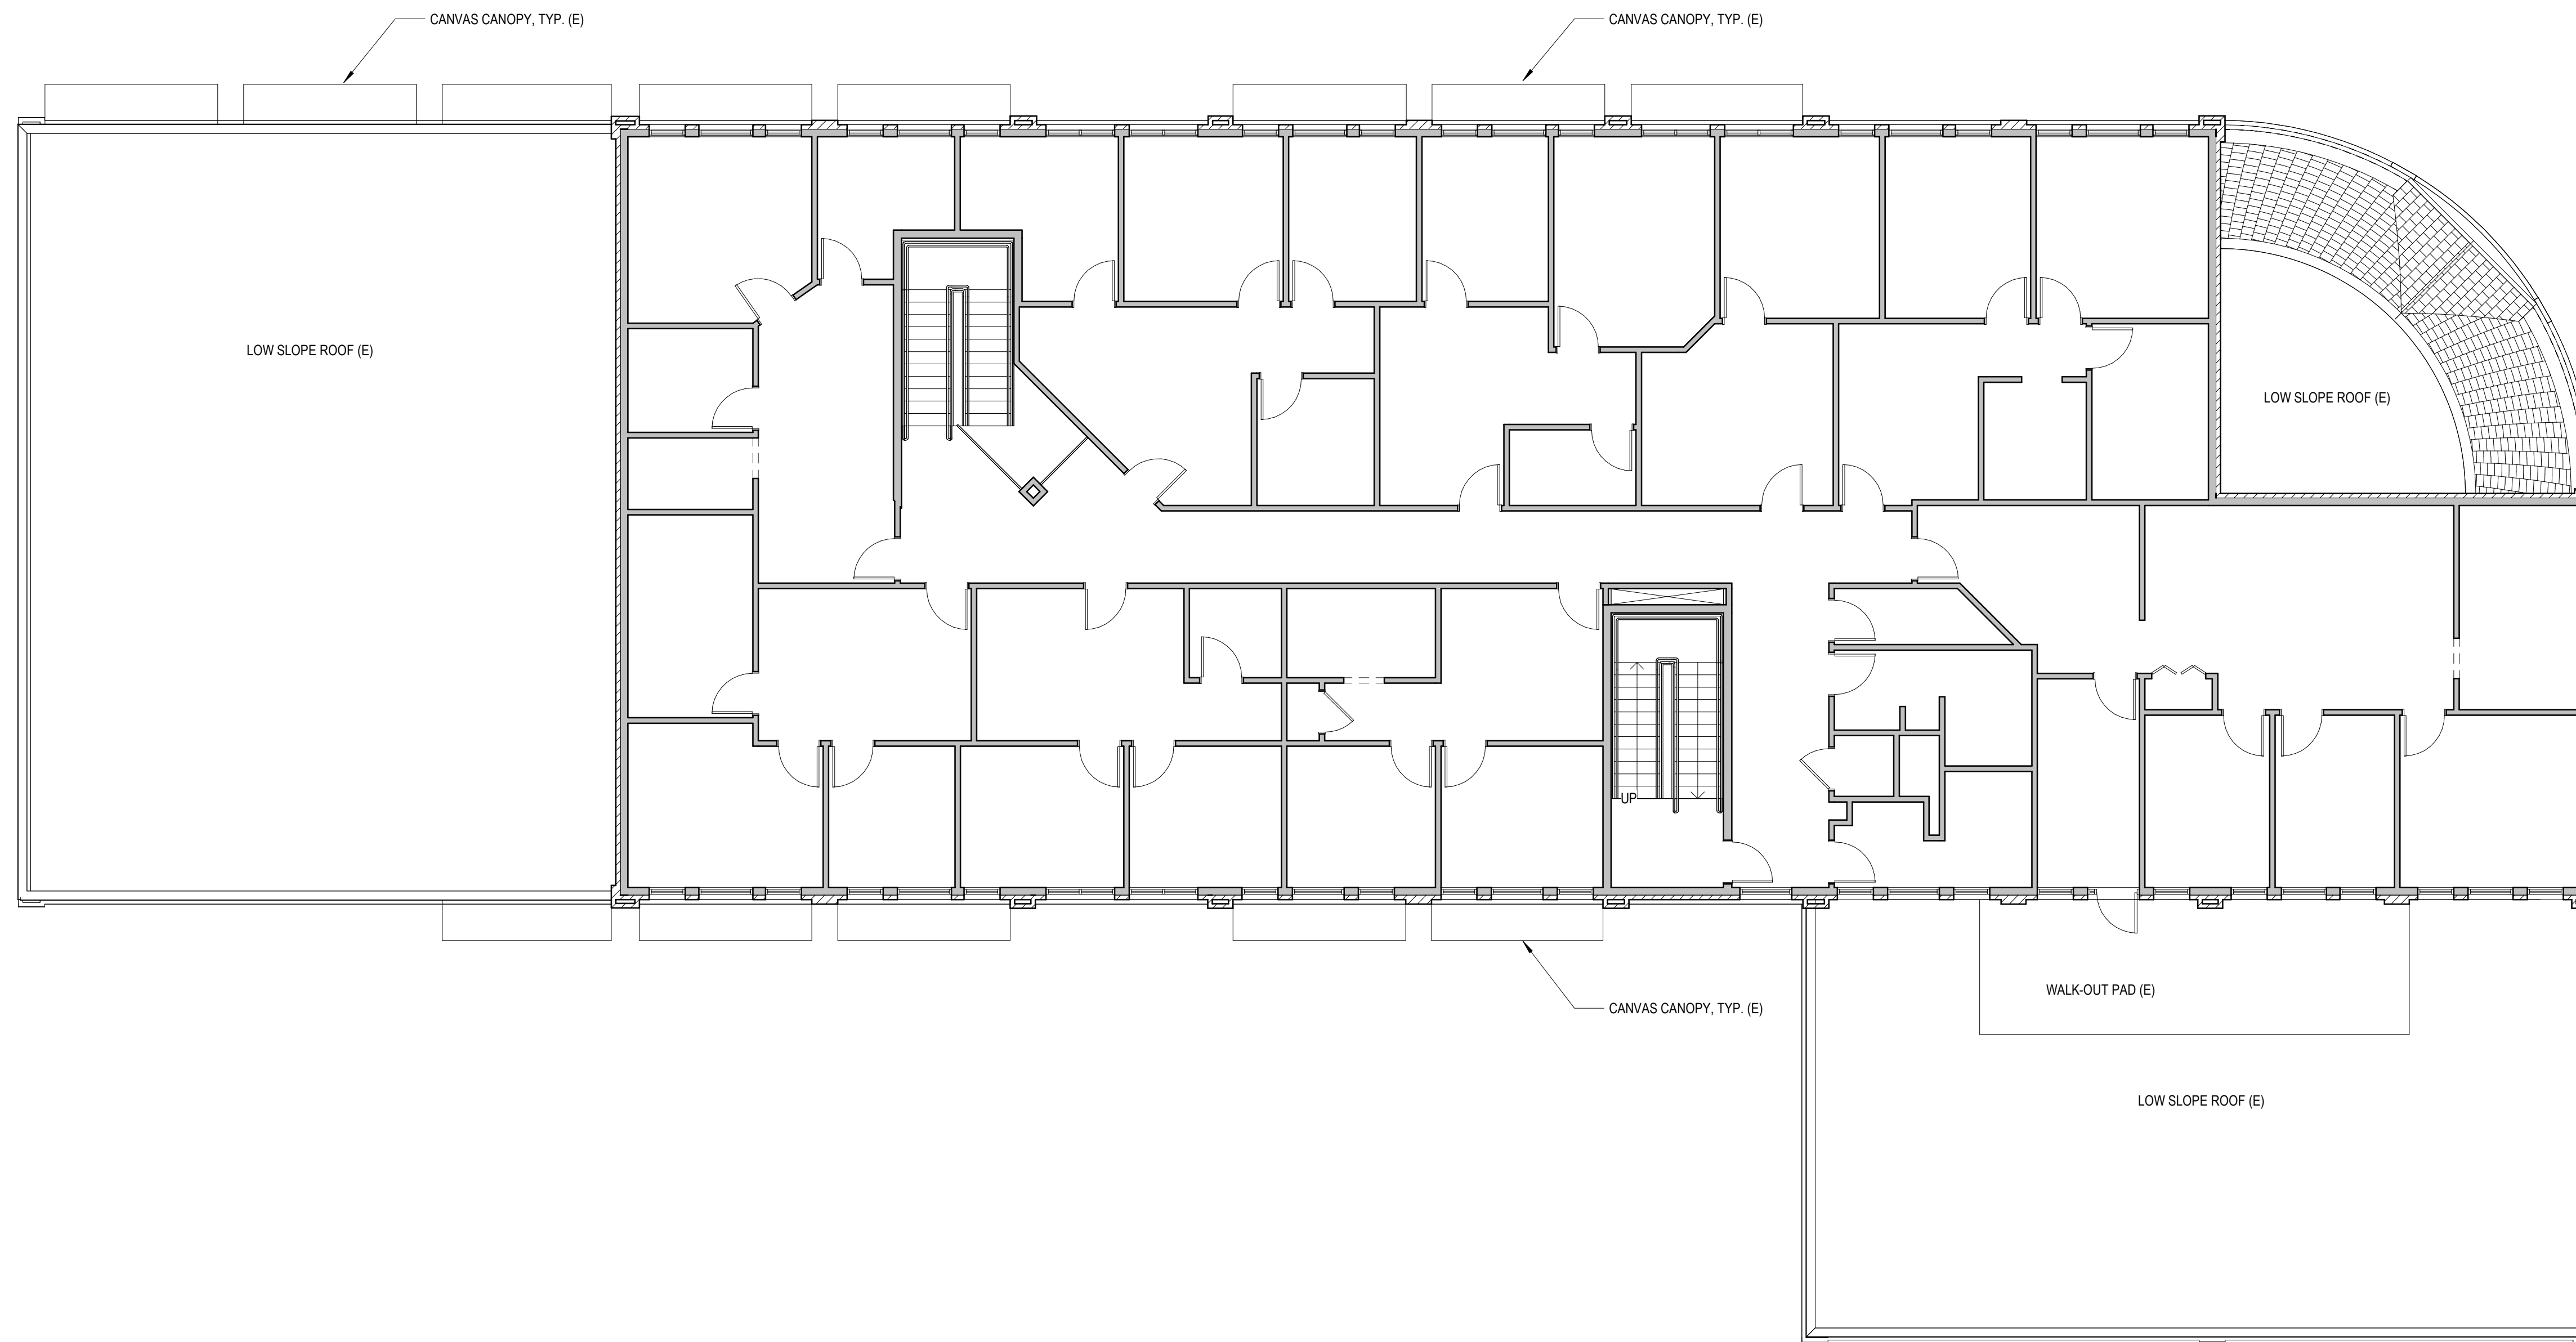 CANVAS CANOPY, TYP. (E)
CANVAS CANOPY, TYP. (E)
LOW SLOPE ROOF (E)
LOW SLOPE ROOF (E)
UP
WALK-OUT PAD (E)
CANVAS CANOPY, TYP. (E)
LOW SLOPE ROOF (E)